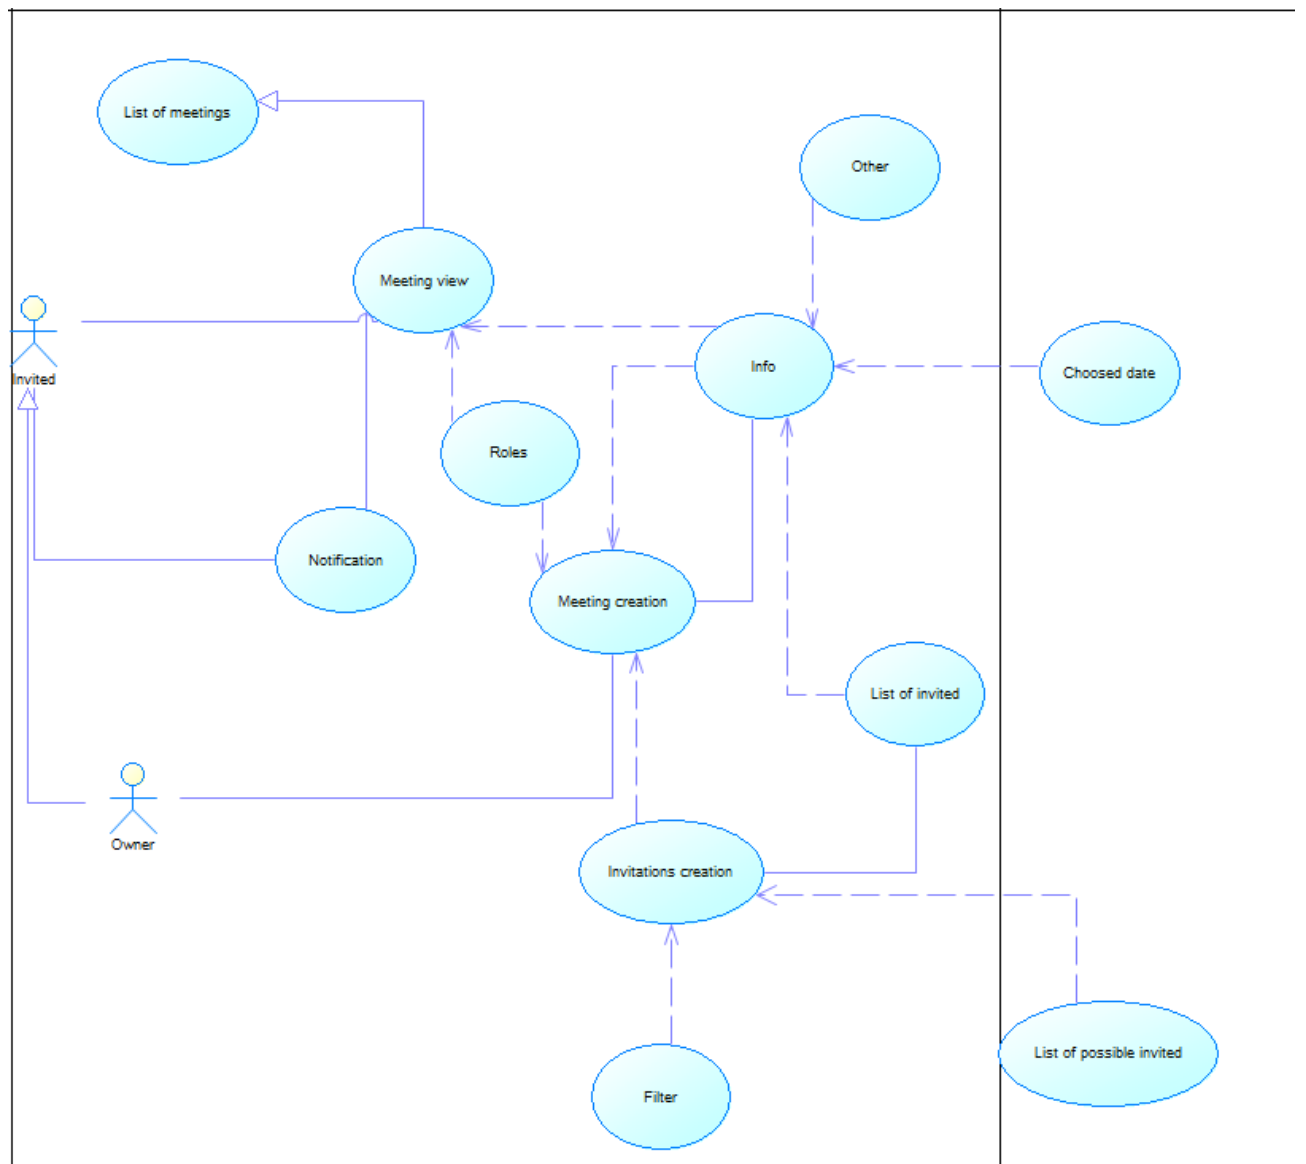 List of meetings
Other
Meeting view
Info
Choosed date
Invited
Roles
Notification
Meeting creation
List of invited
Owner
Invitations creation
List of possible invited
Filter